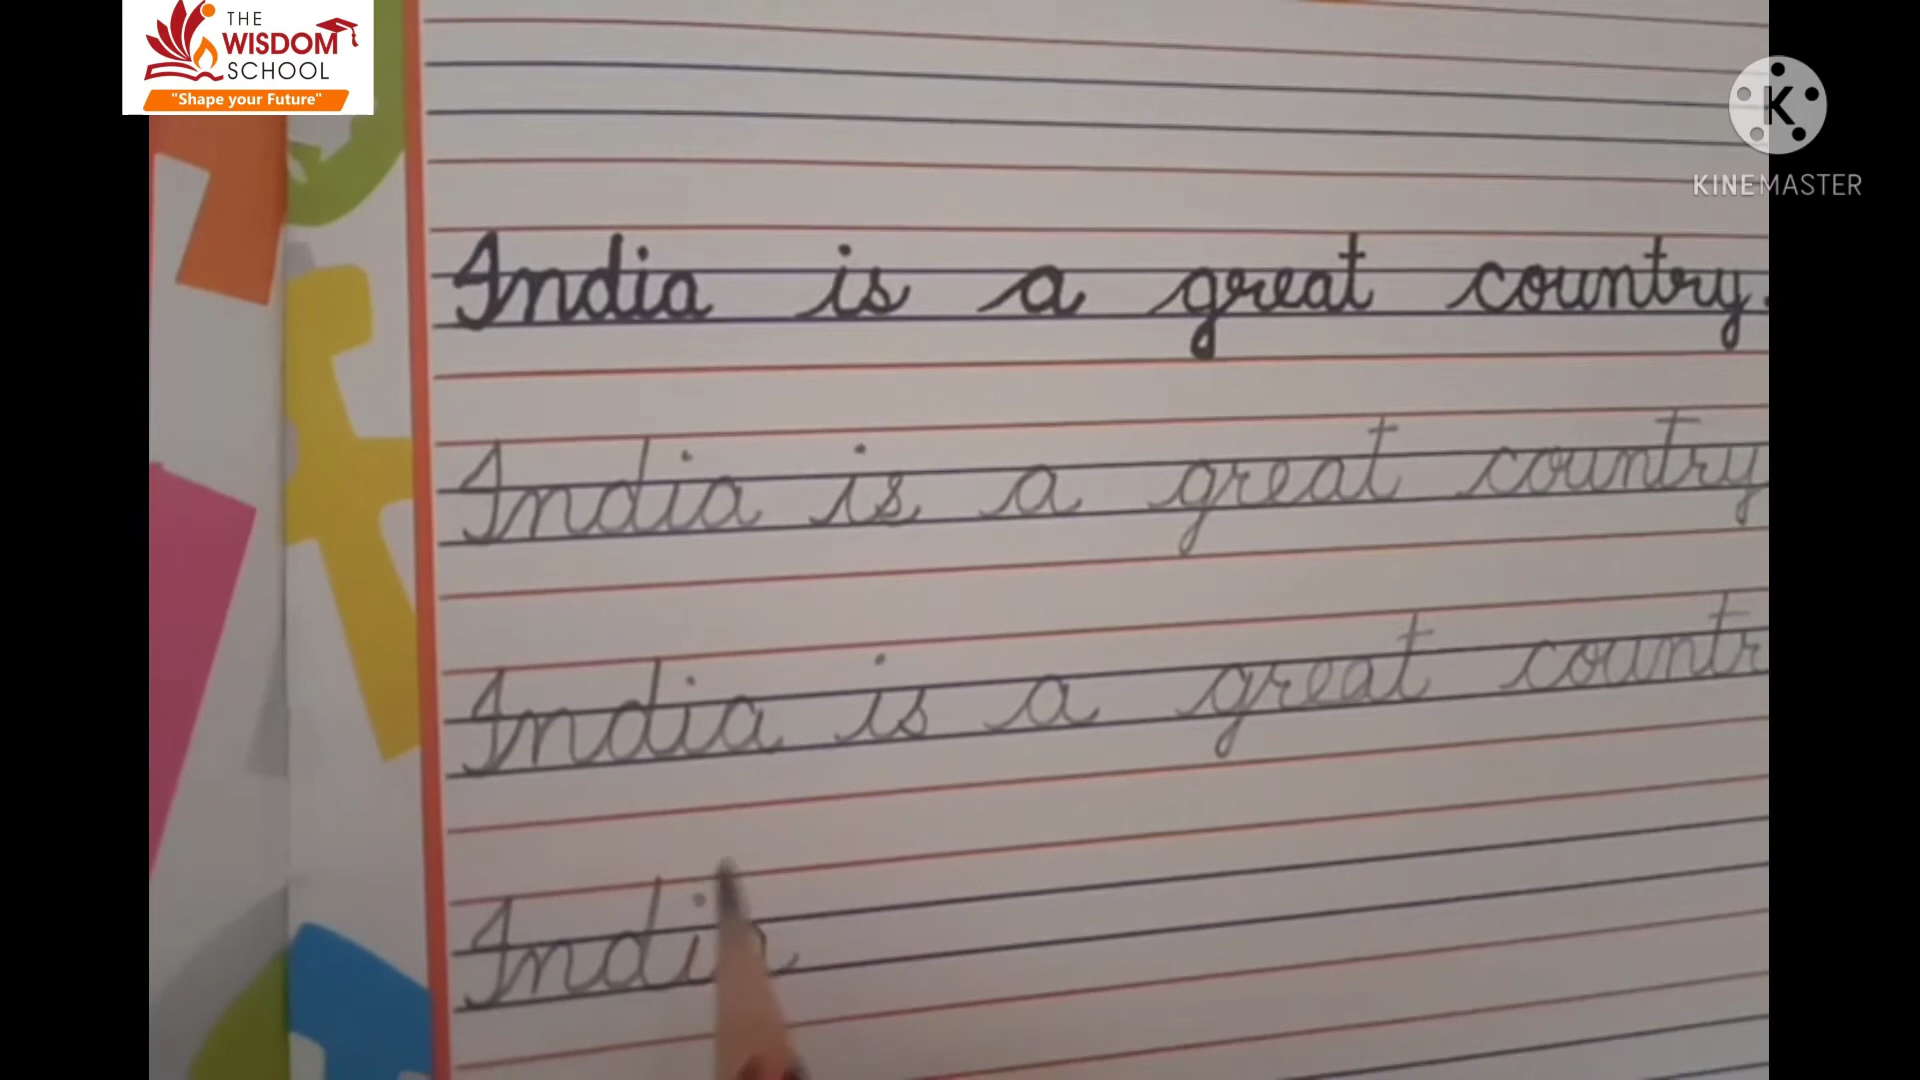 THE
WISDOM
SCHOOL
"Shape your Future"
K
KINEMASTER
India is a great country.
India is a great country
India is a great countr
India